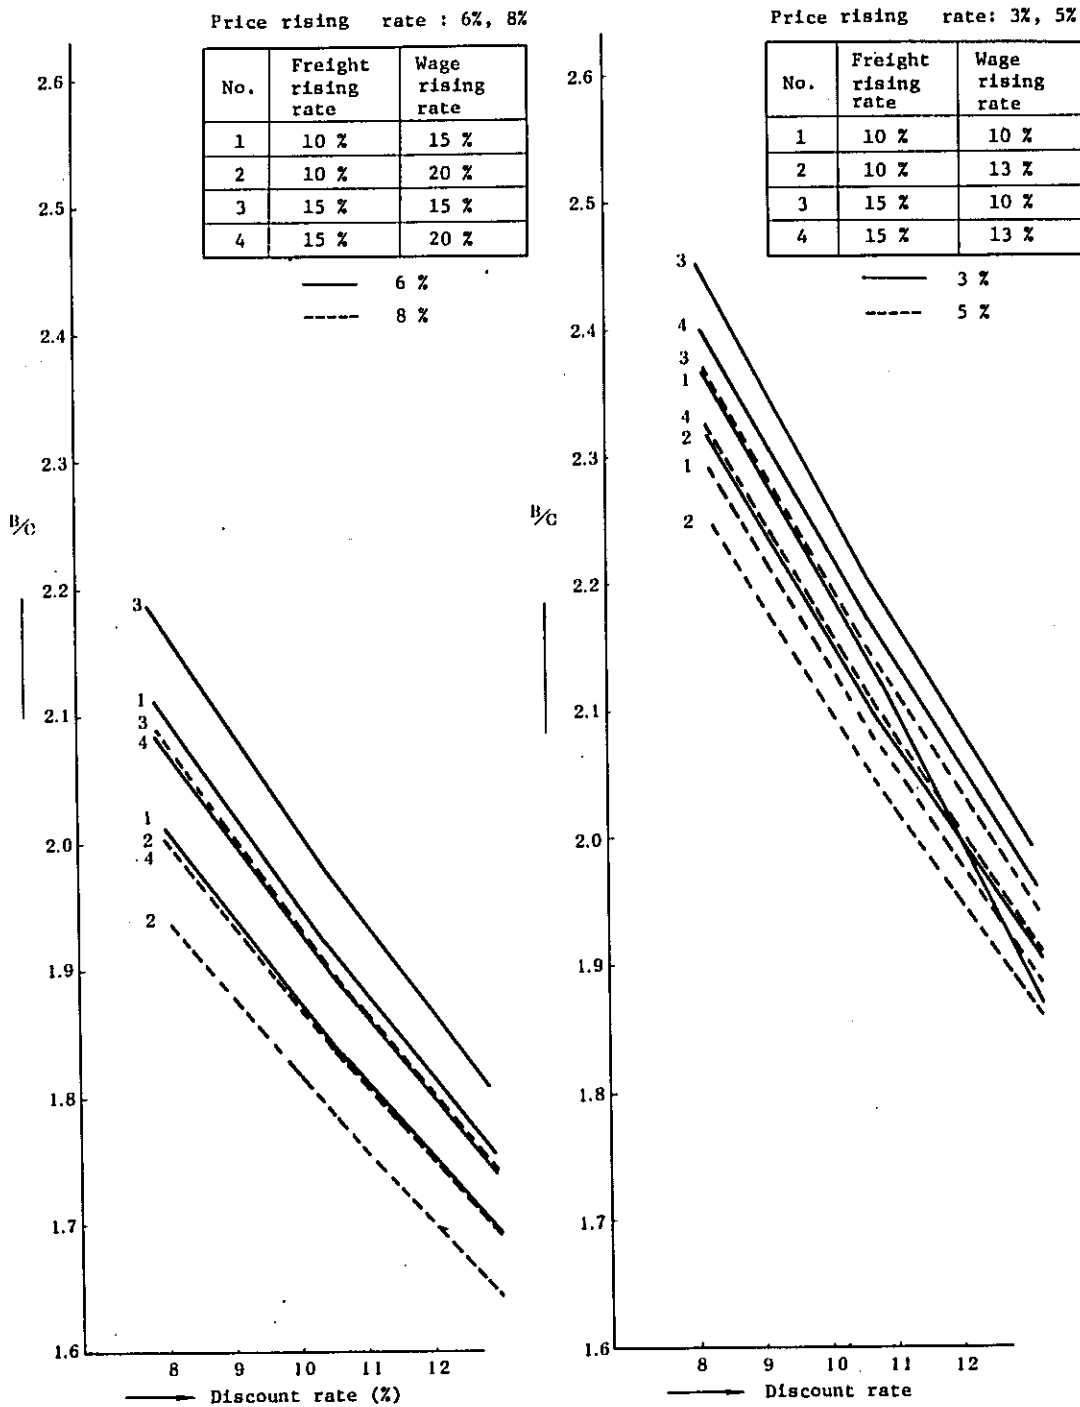 Price rising rate : 6%, 8%
No. Freight rising rate Wage rising rate
1 10 % 15 %
2 10 % 20 %
3 15 % 15 %
4 15 % 20 %
6 %
8 %
2.6
2.5
2.4
2.3
B/C
2.2
2.1
2.0
1.9
1.8
1.7
1.6
3
1
3
4
1
2
4
2
8 9 10 11 12
Discount rate (%)
Price rising rate: 3%, 5%
No. Freight rising rate Wage rising rate
1 10 % 10 %
2 10 % 13 %
3 15 % 10 %
4 15 % 13 %
3 %
5 %
2.6
2.5
2.4
2.3
B/C
2.2
2.1
2.0
1.9
1.8
1.7
1.6
3
4
3
1
4
2
1
2
8 9 10 11 12
Discount rate